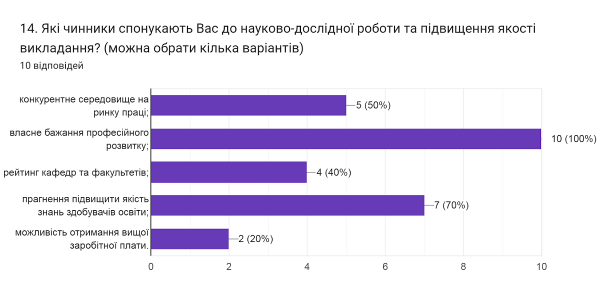 14. Які чинники спонукають Вас до науково-дослідної роботи та підвищення якості
викладання? (можна обрати кілька варіантів)
10 відповідей
конкурентне середовище на
ринку праці;
5 (50%)
власне бажання професійного
розвитку;
10 (100%)
рейтинг кафедр та факультетів;
4 (40%)
прагнення підвищити якість
знань здобувачів освіти;
7 (70%)
можливість отримання вищої
заробітної плати.
2 (20%)
0 2 4 6 8 10